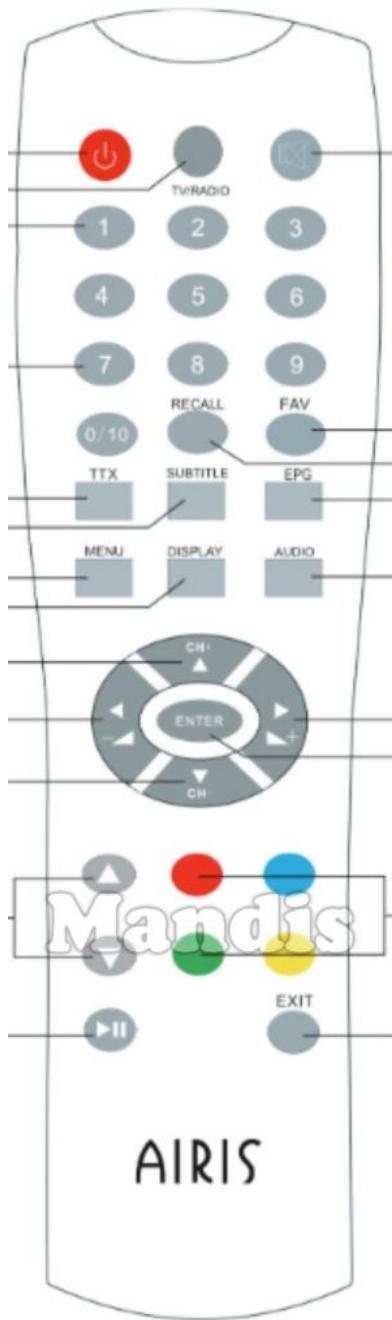 TV/RADIO
1 2 3
4 5 6
7 8 9
RECALL FAV
0/10
TTX SUBTITLE EPG
MENU DISPLAY AUDIO
CH+
ENTER
− +
CH-
Mandis
EXIT
AIRIS